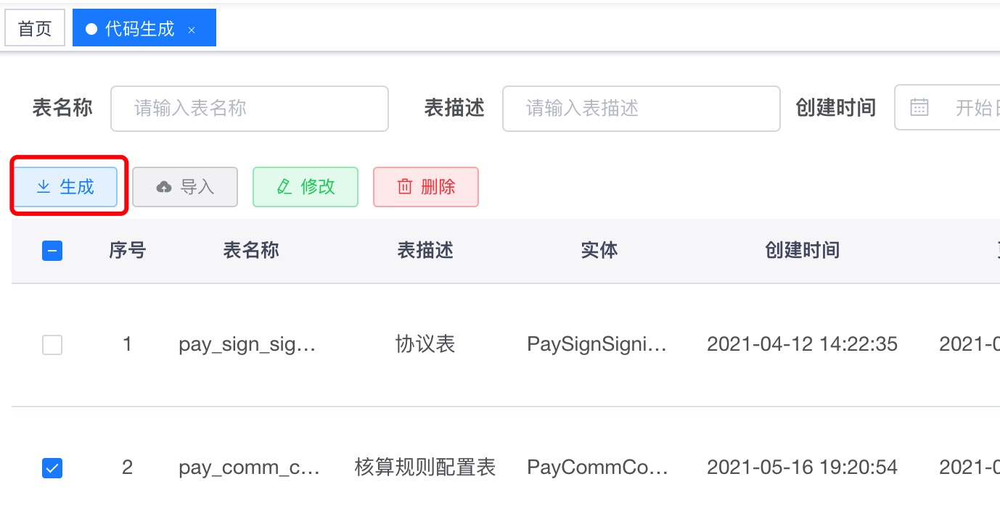 首页 代码生成 ×
表名称 请输入表名称 表描述 请输入表描述 创建时间 开始
生成 导入 修改 删除
序号 表名称 表描述 实体 创建时间
1 pay_sign_sig... 协议表 PaySignSigni... 2021-04-12 14:22:35 2021-0
2 pay_comm_c... 核算规则配置表 PayCommCo... 2021-05-16 19:20:54 2021-0